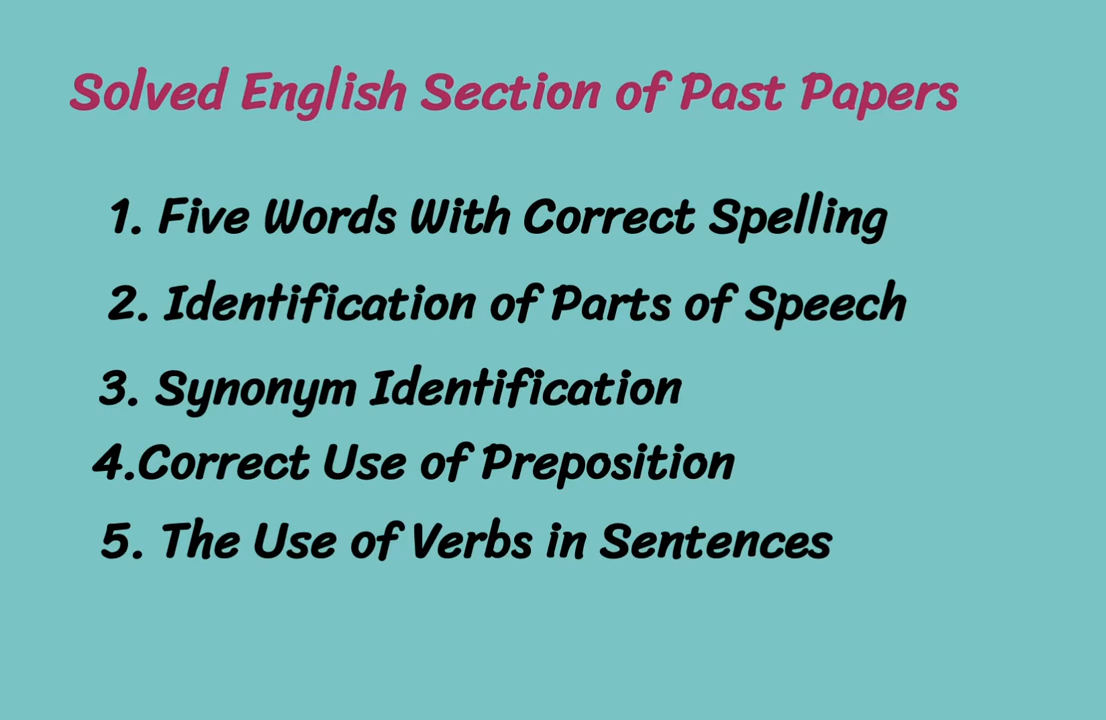 Solved English Section of Past Papers
1. Five Words With Correct Spelling
2. Identification of Parts of Speech
3. Synonym Identification
4.Correct Use of Preposition
5. The Use of Verbs in Sentences